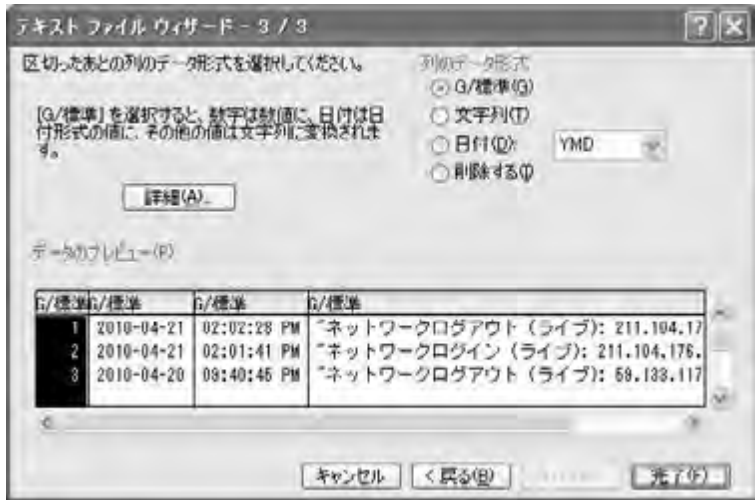 テキスト ファイル ウィザード - 3 / 3
区切ったあとの列のデータ形式を選択してください。
[G/標準] を選択すると、数字は数値に、日付は日
付形式の値に、その他の値は文字列に変換されま
す。
詳細(A)...
列のデータ形式
G/標準(G)
文字列(T)
日付(D): YMD
削除する(I)
データのプレビュー(P)
G/標準 G/標準 G/標準 G/標準
1 2010-04-21 02:02:28 PM "ネットワークログアウト (ライブ): 211.104.17
2 2010-04-21 02:01:41 PM "ネットワークログイン (ライブ): 211.104.176.
3 2010-04-20 09:40:45 PM "ネットワークログアウト (ライブ): 59.133.117
キャンセル < 戻る(B) 完了(F)